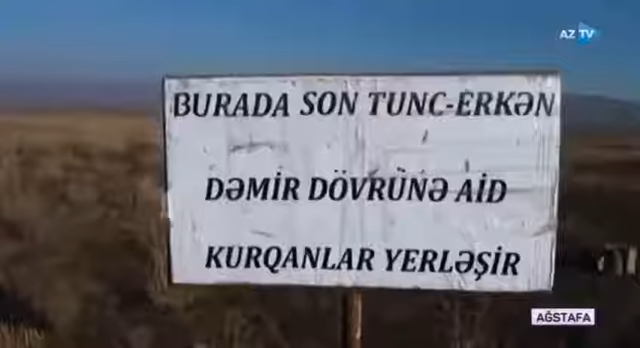 AZ TV
BURADA SON TUNC-ERKƏN
DƏMİR DÖVRÜNƏ AİD
KURQANLAR YERLƏŞİR
AĞSTAFA